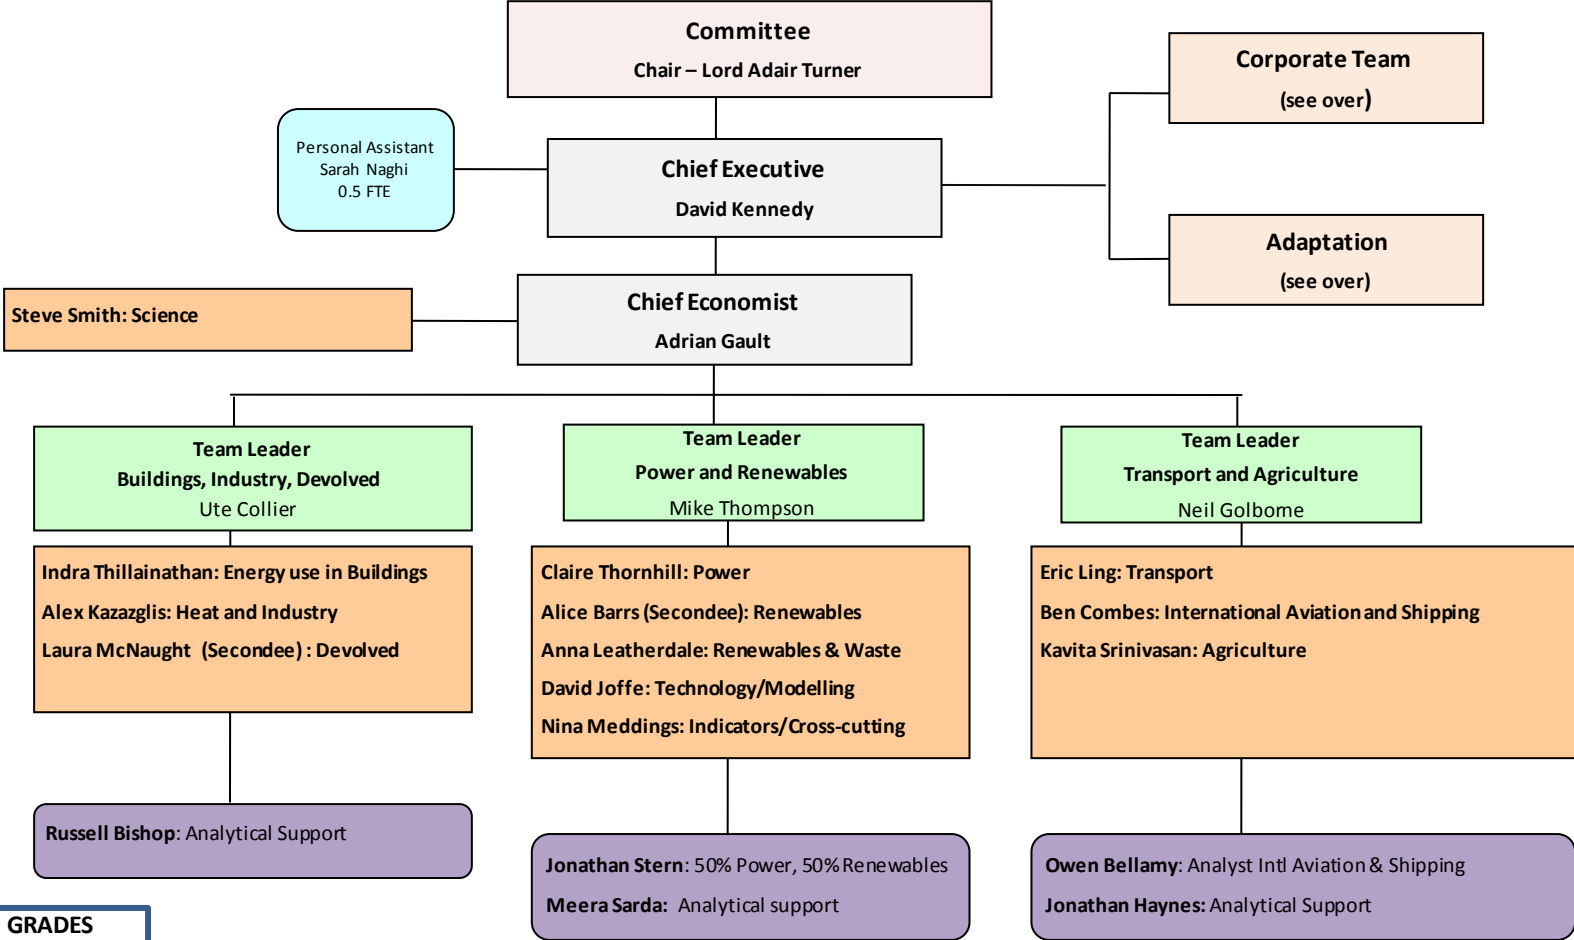 Committee
Chair – Lord Adair Turner
Corporate Team
(see over)
Personal Assistant
Sarah Naghi
0.5 FTE
Chief Executive
David Kennedy
Adaptation
(see over)
Chief Economist
Adrian Gault
Steve Smith: Science
Team Leader
Buildings, Industry, Devolved
Ute Collier
Team Leader
Power and Renewables
Mike Thompson
Team Leader
Transport and Agriculture
Neil Golborne
Indra Thillainathan: Energy use in Buildings
Alex Kazazglis: Heat and Industry
Laura McNaught (Secondee) : Devolved
Claire Thornhill: Power
Alice Barrs (Secondee): Renewables
Anna Leatherdale: Renewables & Waste
David Joffe: Technology/Modelling
Nina Meddings: Indicators/Cross-cutting
Eric Ling: Transport
Ben Combes: International Aviation and Shipping
Kavita Srinivasan: Agriculture
Russell Bishop: Analytical Support
Jonathan Stern: 50% Power, 50% Renewables
Meera Sarda: Analytical support
Owen Bellamy: Analyst Intl Aviation & Shipping
Jonathan Haynes: Analytical Support
GRADES